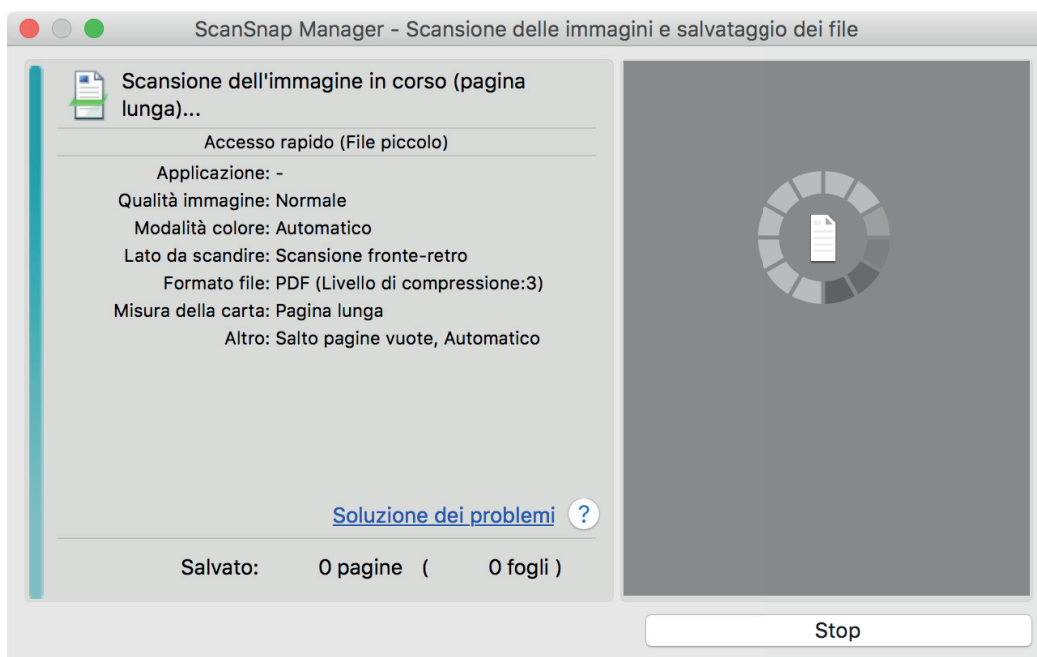 ScanSnap Manager - Scansione delle immagini e salvataggio dei file
Scansione dell'immagine in corso (pagina
lunga)...
Accesso rapido (File piccolo)
Applicazione: -
Qualità immagine: Normale
Modalità colore: Automatico
Lato da scandire: Scansione fronte-retro
Formato file: PDF (Livello di compressione:3)
Misura della carta: Pagina lunga
Altro: Salto pagine vuote, Automatico
Soluzione dei problemi ?
Salvato: 0 pagine ( 0 fogli )
Stop